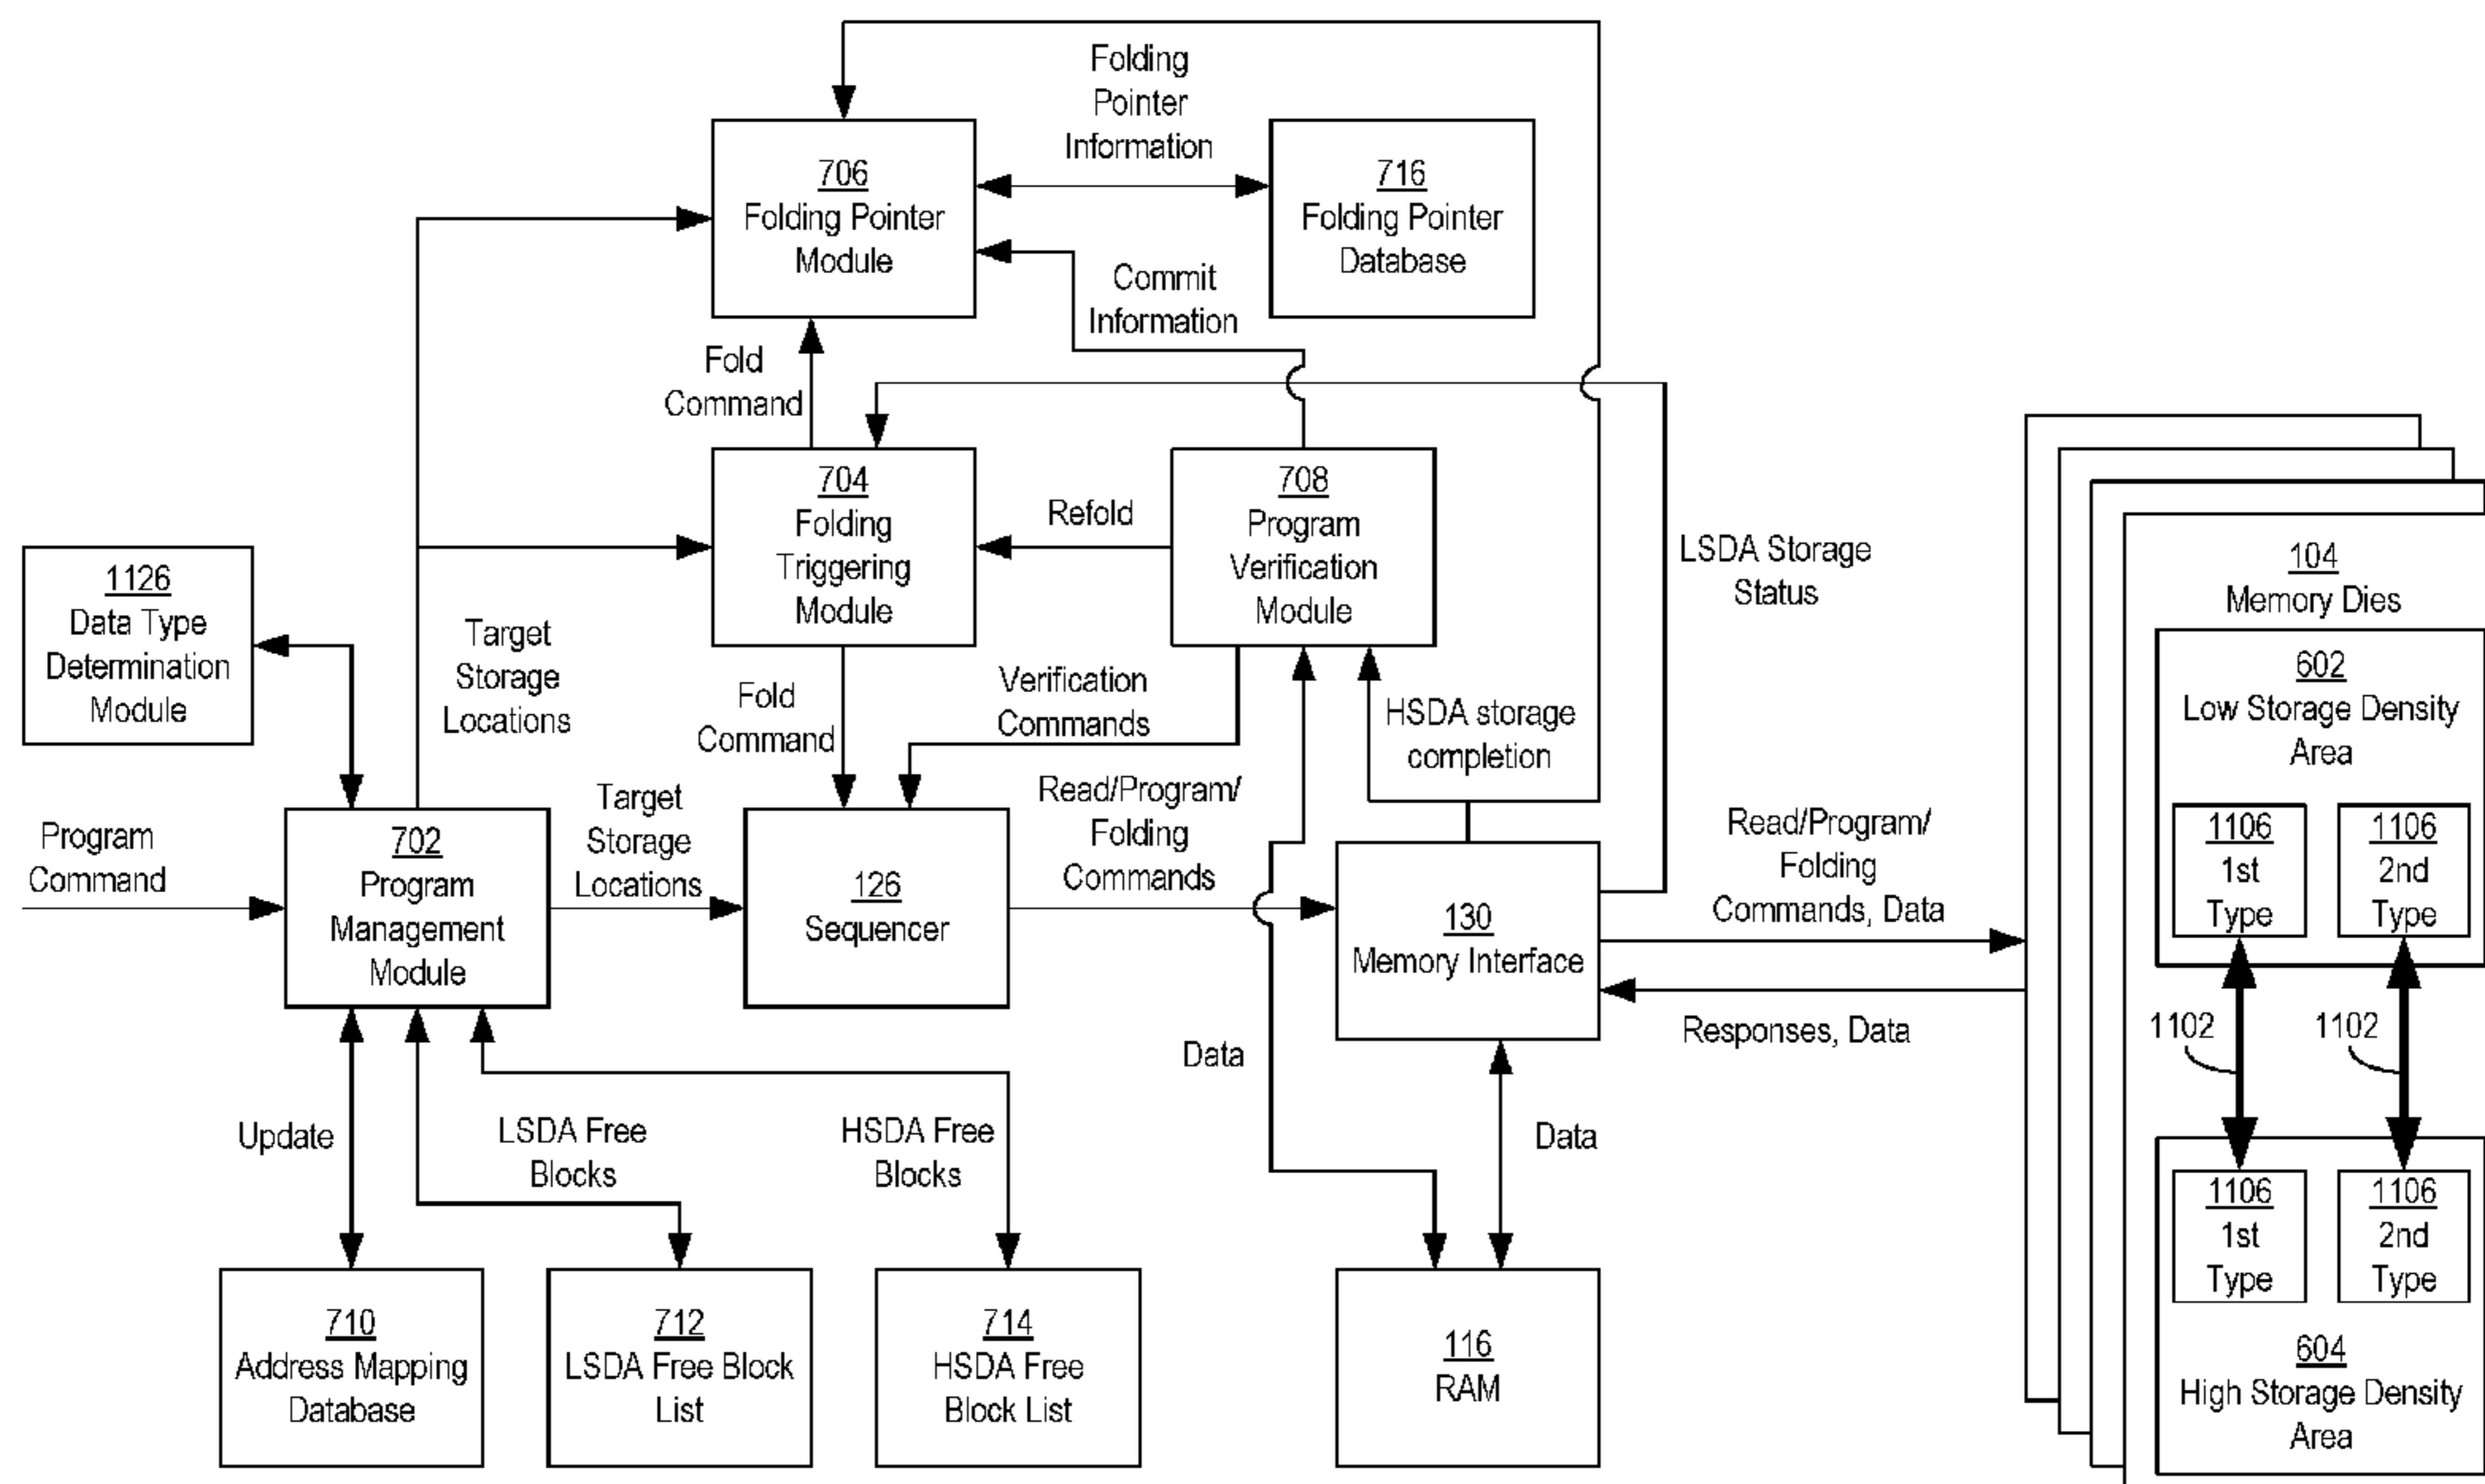 Folding
Pointer
Information
706
Folding Pointer
Module
716
Folding Pointer
Database
Commit
Information
Fold
Command
704
Folding
Triggering
Module
Refold
708
Program
Verification
Module
LSDA Storage
Status
104
Memory Dies
1126
Data Type
Determination
Module
Target
Storage
Locations
Fold
Command
Verification
Commands
HSDA storage
completion
602
Low Storage Density
Area
1106
1st
Type
1106
2nd
Type
Program
Command
702
Program
Management
Module
Target
Storage
Locations
126
Sequencer
Read/Program/
Folding
Commands
130
Memory Interface
Read/Program/
Folding
Commands, Data
Responses, Data
1102
1102
Data
Update
LSDA Free
Blocks
HSDA Free
Blocks
Data
710
Address Mapping
Database
712
LSDA Free Block
List
714
HSDA Free
Block List
116
RAM
1106
1st
Type
1106
2nd
Type
604
High Storage Density
Area